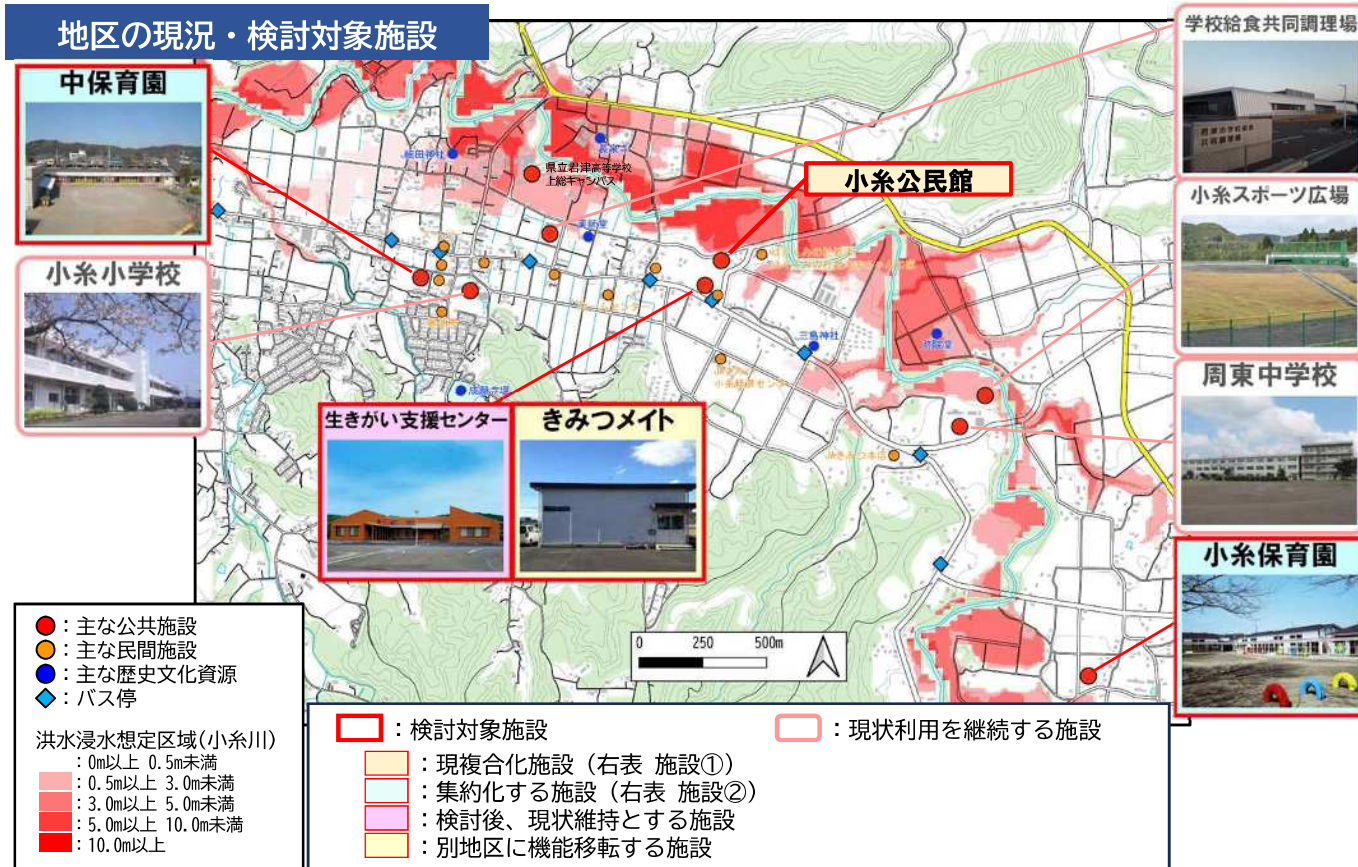 地区の現況・検討対象施設
中保育園
小糸小学校
県立君津高等学校
上総キャンパス
小糸公民館
三島神社
JAきみつ本店
生きがい支援センター
きみつメイト
学校給食共同調理場
小糸スポーツ広場
周東中学校
小糸保育園
0 250 500m
:主な公共施設
:主な民間施設
:主な歴史文化資源
:バス停
洪水浸水想定区域(小糸川)
:0m以上 0.5m未満
:0.5m以上 3.0m未満
:3.0m以上 5.0m未満
:5.0m以上 10.0m未満
:10.0m以上
:検討対象施設
:現状利用を継続する施設
:現複合化施設(右表 施設①)
:集約化する施設(右表 施設②)
:検討後、現状維持とする施設
:別地区に機能移転する施設